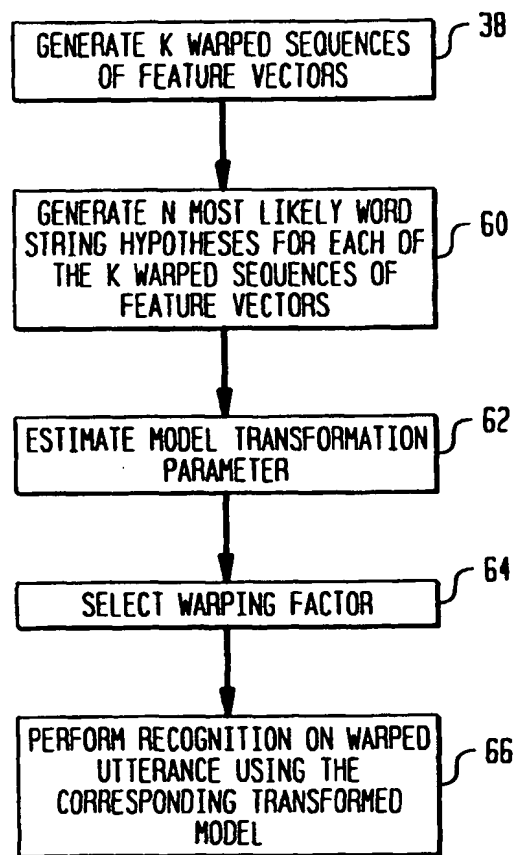 GENERATE K WARPED SEQUENCES
OF FEATURE VECTORS
38
GENERATE N MOST LIKELY WORD
STRING HYPOTHESES FOR EACH OF
THE K WARPED SEQUENCES OF
FEATURE VECTORS
60
ESTIMATE MODEL TRANSFORMATION
PARAMETER
62
SELECT WARPING FACTOR
64
PERFORM RECOGNITION ON WARPED
UTTERANCE USING THE
CORRESPONDING TRANSFORMED
MODEL
66